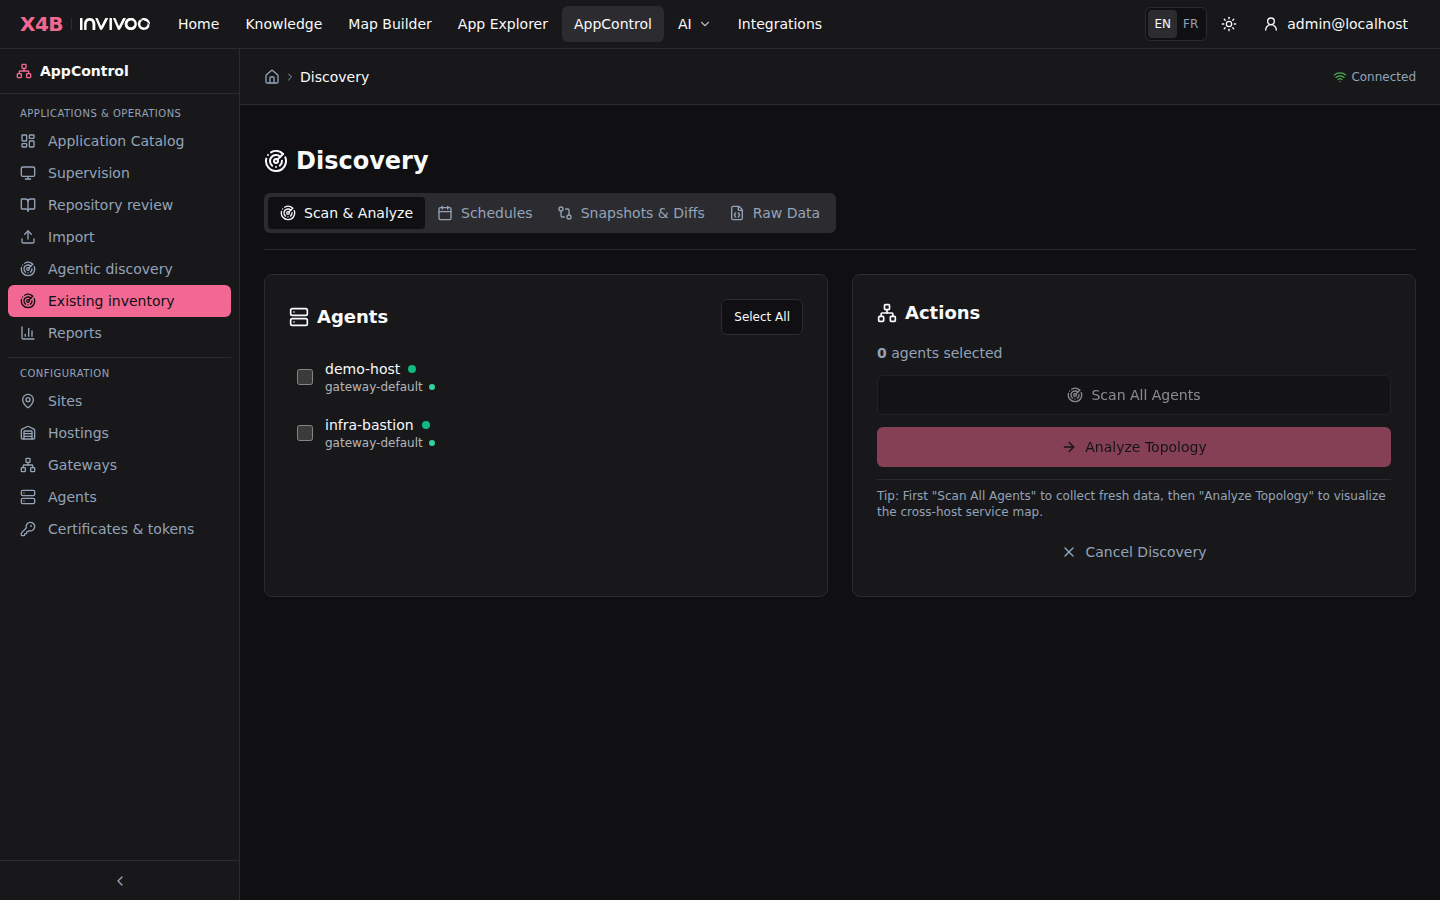 X4B INVIVOO Home Knowledge Map Builder App Explorer AppControl AI Integrations EN FR admin@localhost
AppControl
Discovery
Connected
APPLICATIONS & OPERATIONS
Application Catalog
Supervision
Repository review
Import
Agentic discovery
Existing inventory
Reports
CONFIGURATION
Sites
Hostings
Gateways
Agents
Certificates & tokens
Discovery
Scan & Analyze Schedules Snapshots & Diffs Raw Data
Agents
Select All
demo-host
gateway-default
infra-bastion
gateway-default
Actions
0 agents selected
Scan All Agents
Analyze Topology
Tip: First "Scan All Agents" to collect fresh data, then "Analyze Topology" to visualize
the cross-host service map.
Cancel Discovery